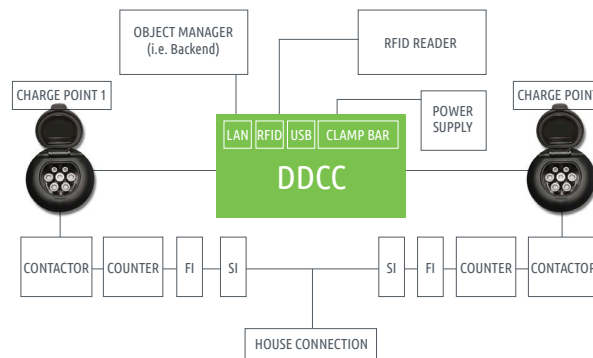 OBJECT MANAGER
(i.e. Backend)
RFID READER
CHARGE POINT 1
CHARGE POINT
POWER
SUPPLY
LAN RFID USB CLAMP BAR
DDCC
CONTACTOR COUNTER FI SI SI FI COUNTER CONTACTOR
HOUSE CONNECTION